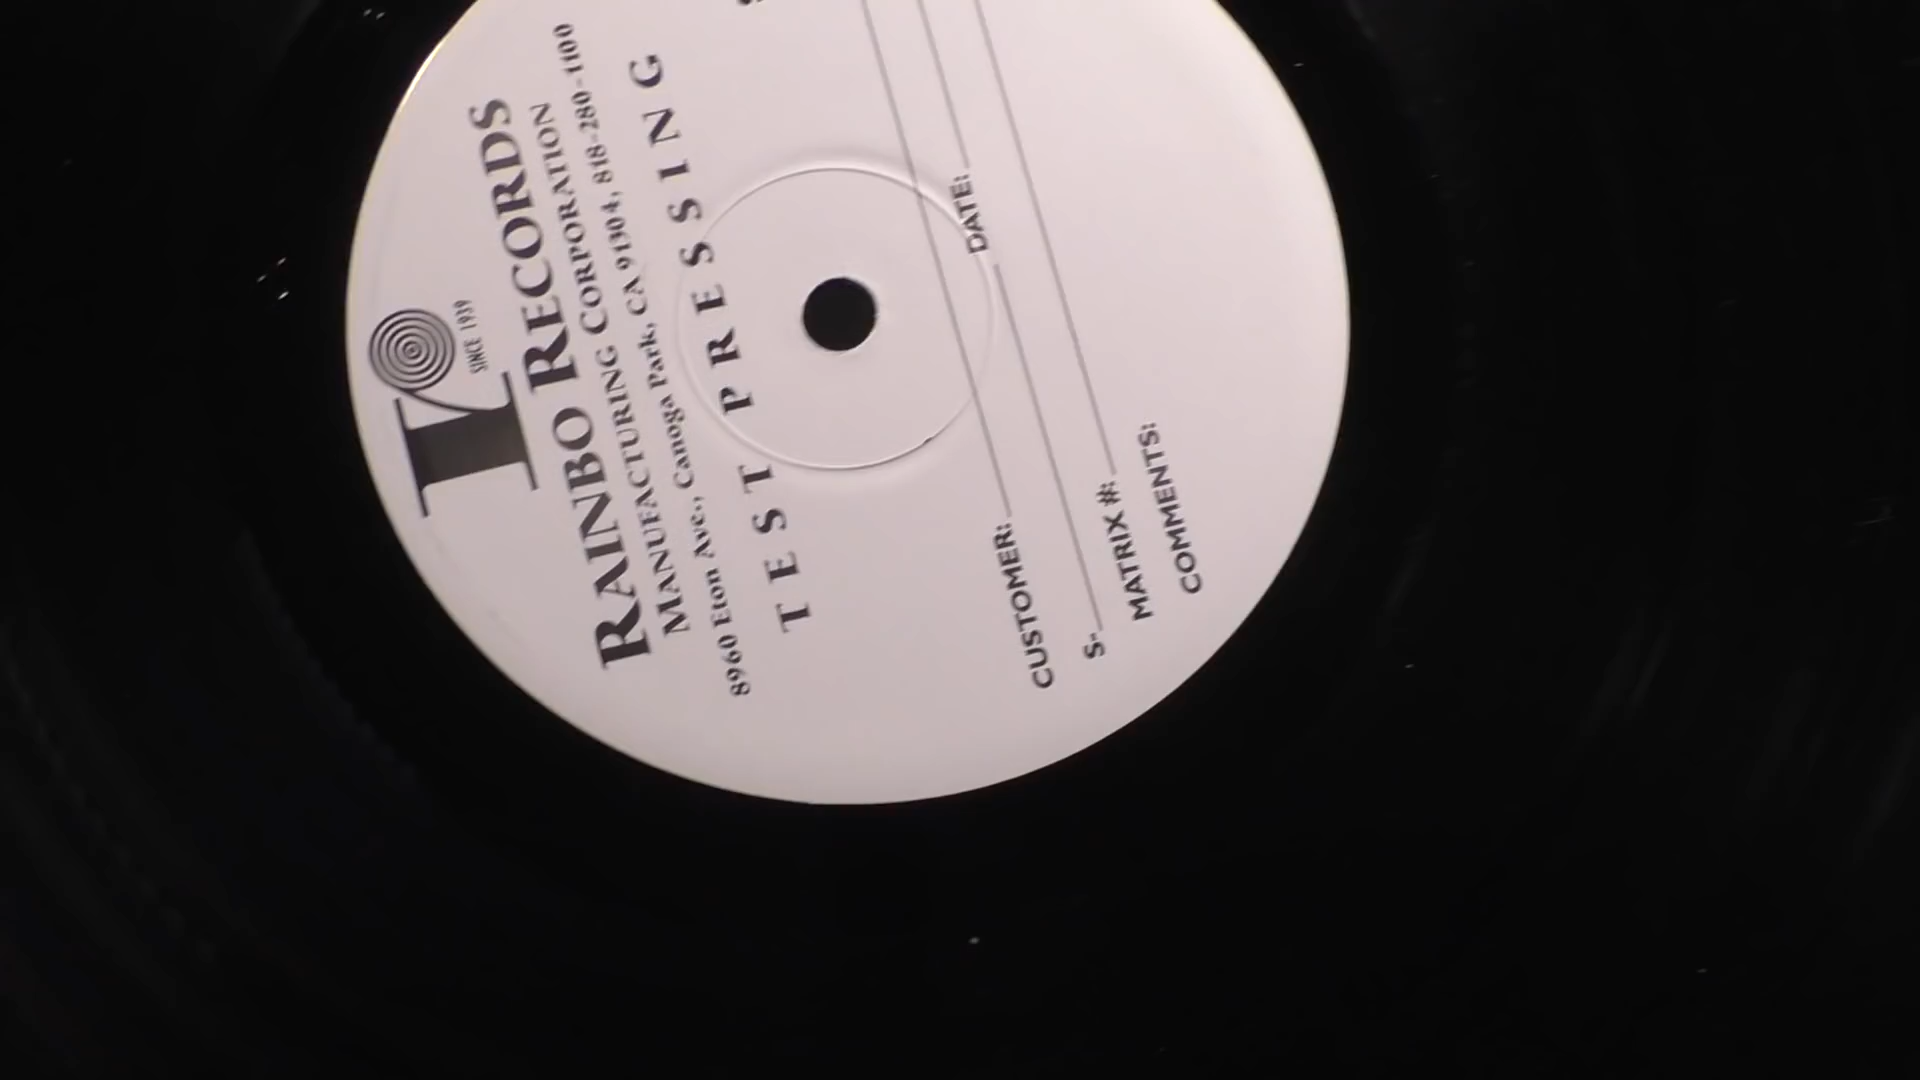 SINCE 1939
RAINBO RECORDS
MANUFACTURING CORPORATION
8960 Eton Ave., Canoga Park, CA 91304, 818-280-1100
TEST PRESSING
CUSTOMER:
S- DATE:
MATRIX #:
COMMENTS: